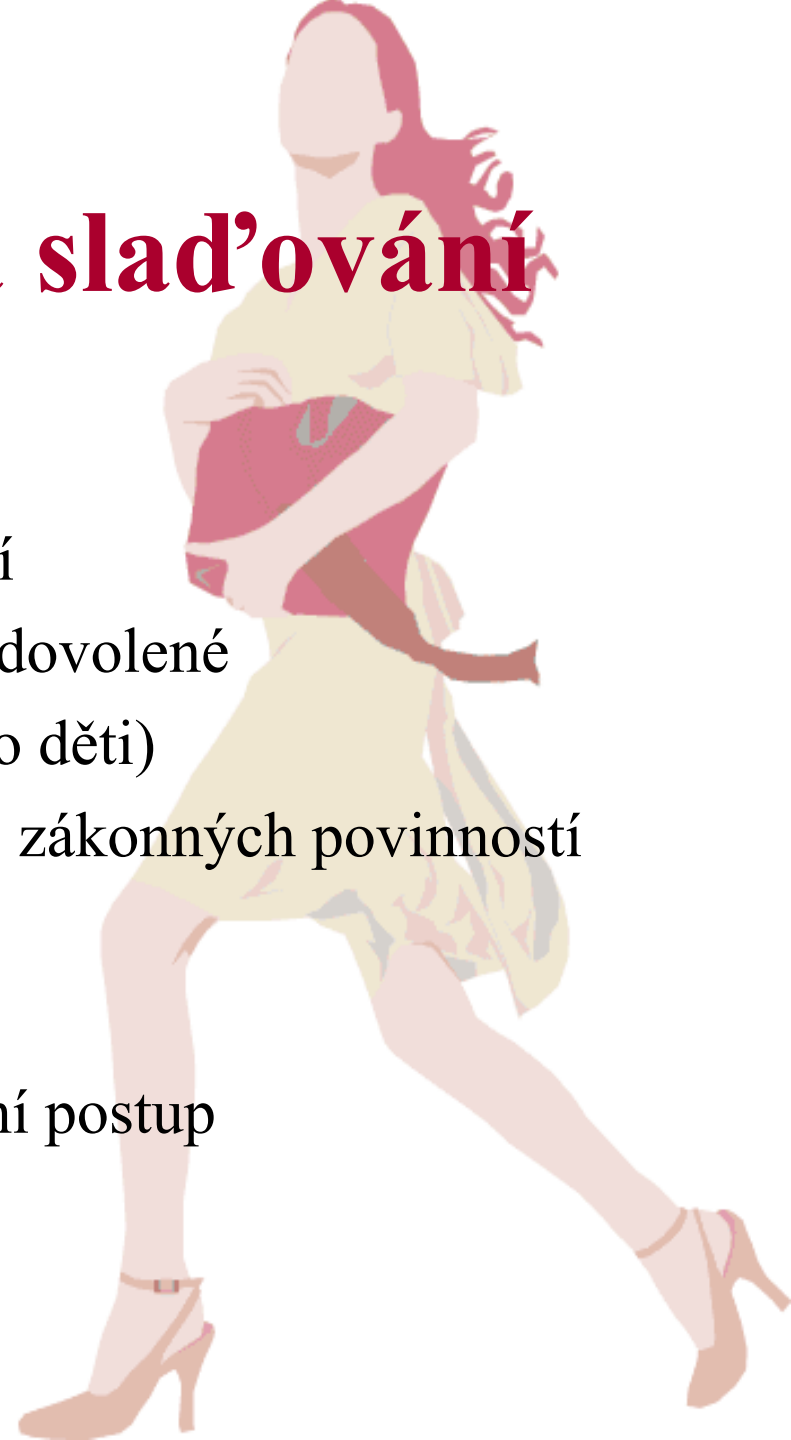 slaďování
í
dovolené
o děti)
zákonných povinností
ní postup